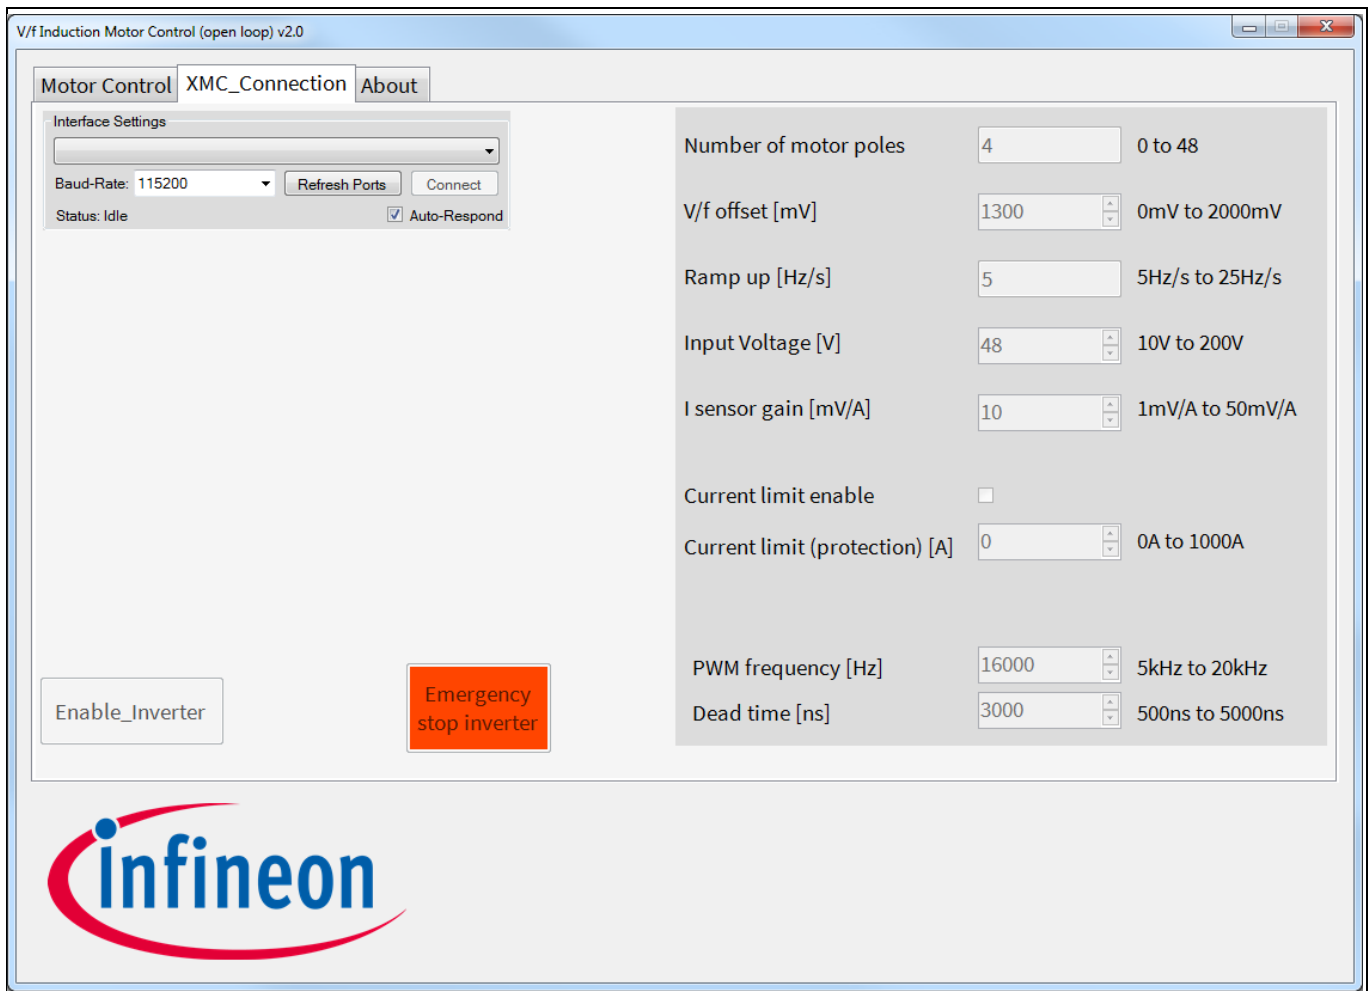 V/f Induction Motor Control (open loop) v2.0
Motor Control XMC_Connection About
Interface Settings
Baud-Rate: 115200 Refresh Ports Connect
Status: Idle Auto-Respond
Number of motor poles 4 0 to 48
V/f offset [mV] 1300 0mV to 2000mV
Ramp up [Hz/s] 5 5Hz/s to 25Hz/s
Input Voltage [V] 48 10V to 200V
I sensor gain [mV/A] 10 1mV/A to 50mV/A
Current limit enable
Current limit (protection) [A] 0 0A to 1000A
PWM frequency [Hz] 16000 5kHz to 20kHz
Dead time [ns] 3000 500ns to 5000ns
Enable_Inverter
Emergency
stop inverter
infineon